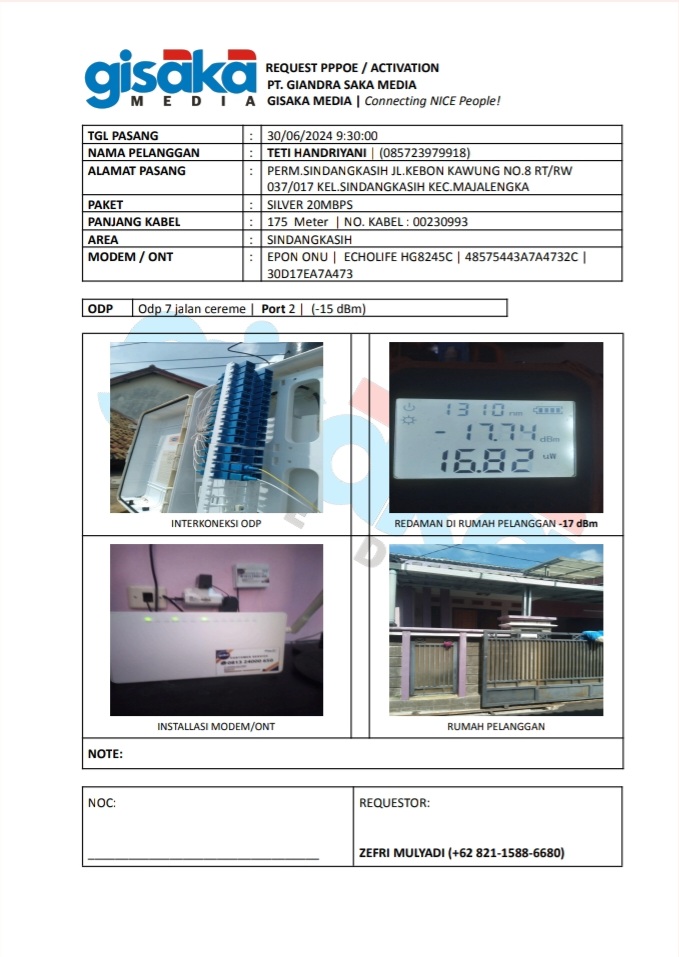 gisaka
MEDIA
REQUEST PPPOE / ACTIVATION
PT. GIANDRA SAKA MEDIA
GISAKA MEDIA | Connecting NICE People!
TGL PASANG : 30/06/2024 9:30:00
NAMA PELANGGAN : TETI HANDRIYANI | (085723979918)
ALAMAT PASANG : PERM.SINDANGKASIH JL.KEBON KAWUNG NO.8 RT/RW
037/017 KEL.SINDANGKASIH KEC.MAJALENGKA
PAKET : SILVER 20MBPS
PANJANG KABEL : 175 Meter | NO. KABEL : 00230993
AREA : SINDANGKASIH
MODEM / ONT : EPON ONU | ECHOLIFE HG8245C | 48575443A7A4732C |
30D17EA7A473
ODP Odp 7 jalan cereme | Port 2 | (-15 dBm)
1310 nm
-17.74 dBm
16.82 uW
INTERKONEKSI ODP
REDAMAN DI RUMAH PELANGGAN -17 dBm
INSTALLASI MODEM/ONT
RUMAH PELANGGAN
NOTE:
NOC:
REQUESTOR:
ZEFRI MULYADI (+62 821-1588-6680)